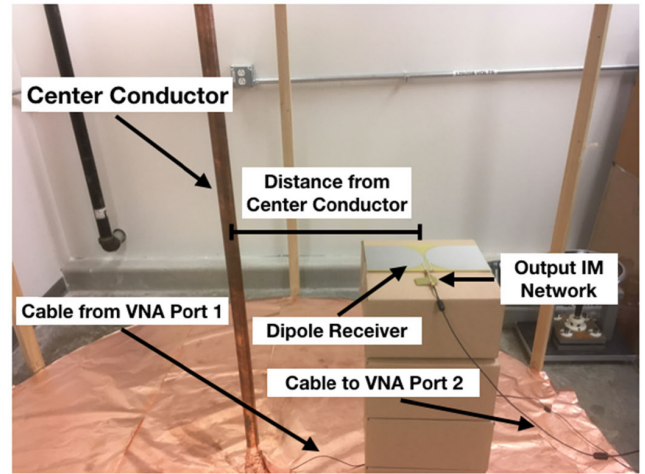 Center Conductor
Distance from
Center Conductor
Output IM
Network
Cable from VNA Port 1
Dipole Receiver
Cable to VNA Port 2